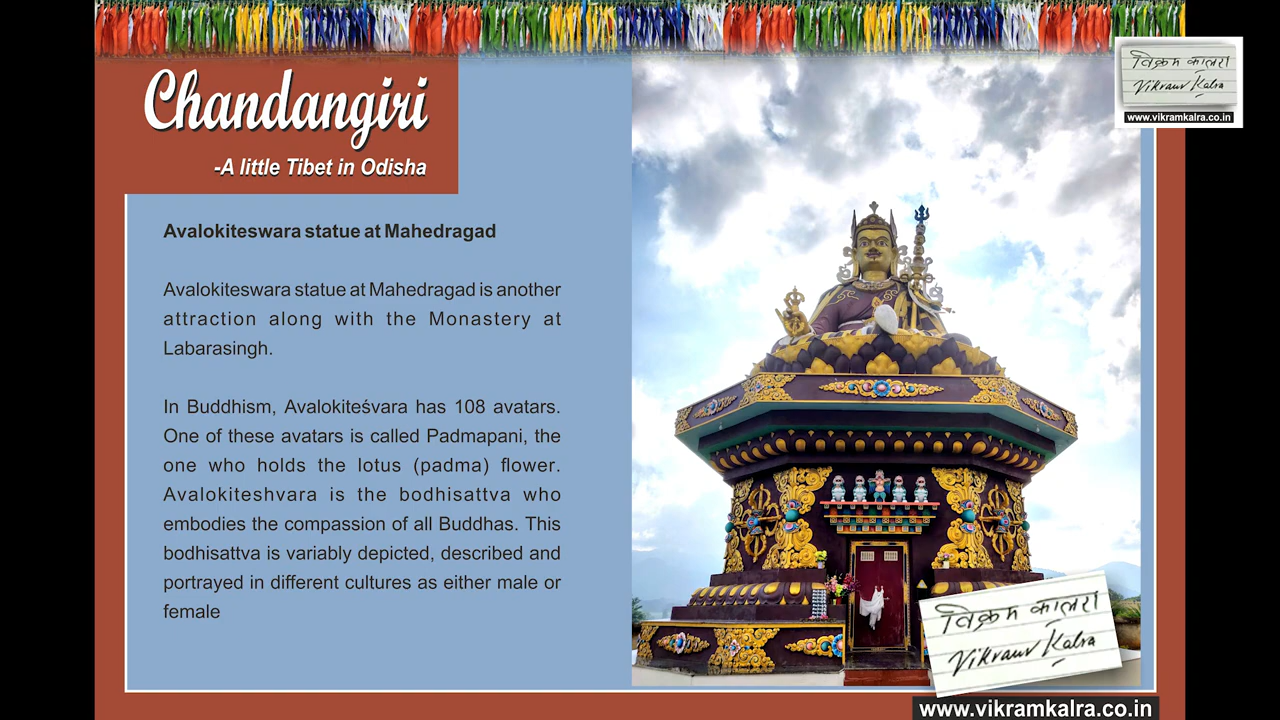 Chandangiri
-A little Tibet in Odisha
विक्रम कालरा
Vikram Kalra
www.vikramkalra.co.in
Avalokiteswara statue at Mahedragad
Avalokiteswara statue at Mahedragad is another
attraction along with the Monastery at
Labarasingh.
In Buddhism, Avalokiteśvara has 108 avatars.
One of these avatars is called Padmapani, the
one who holds the lotus (padma) flower.
Avalokiteshvara is the bodhisattva who
embodies the compassion of all Buddhas. This
bodhisattva is variably depicted, described and
portrayed in different cultures as either male or
female
विक्रम कालरा
Vikram Kalra
www.vikramkalra.co.in